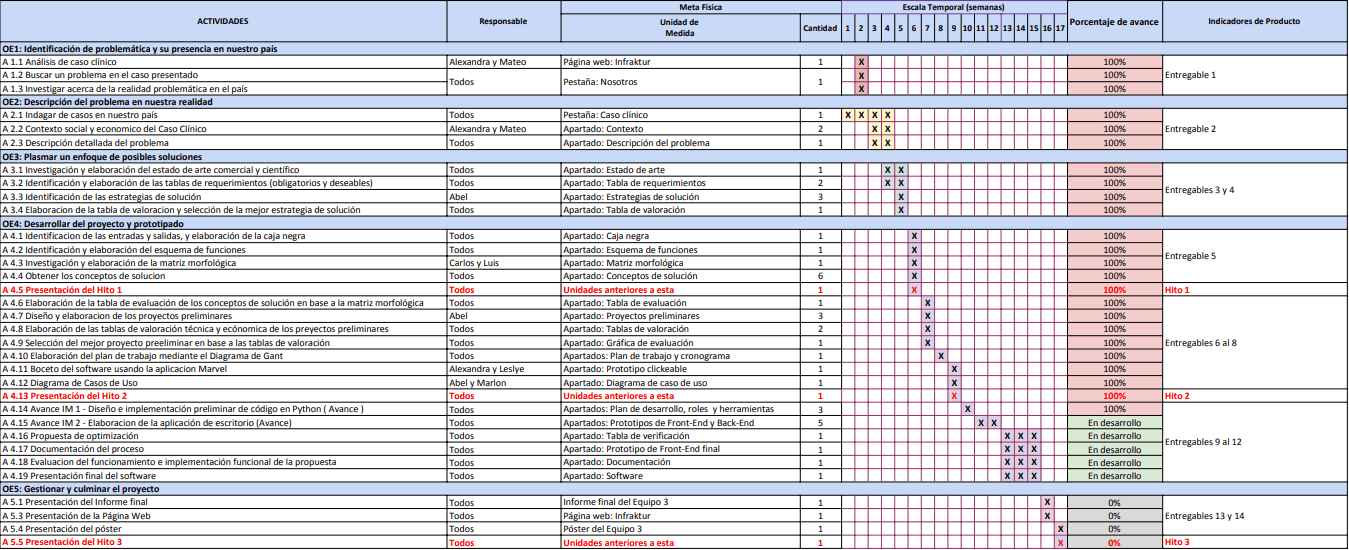 ACTIVIDADES Responsable Meta Fisica Escala Temporal (semanas) Porcentaje de avance Indicadores de Producto
Unidad de Medida Cantidad 1 2 3 4 5 6 7 8 9 10 11 12 13 14 15 16 17
OE1: Identificación de problemática y su presencia en nuestro país
A 1.1 Análisis de caso clínico Alexandra y Mateo Página web: Infraktur 1 X 100% Entregable 1
A 1.2 Buscar un problema en el caso presentado Todos Pestaña: Nosotros 1 X 100%
A 1.3 Investigar acerca de la realidad problemática en el país X 100%
OE2: Descripción del problema en nuestra realidad
A 2.1 Indagar de casos en nuestro país Todos Pestaña: Caso clínico 1 X X X X 100% Entregable 2
A 2.2 Contexto social y economico del Caso Clínico Alexandra y Mateo Apartado: Contexto 2 X X 100%
A 2.3 Descripción detallada del problema Todos Apartado: Descripción del problema 1 X X 100%
OE3: Plasmar un enfoque de posibles soluciones
A 3.1 Investigación y elaboración del estado de arte comercial y científico Todos Apartado: Estado de arte 1 X X 100% Entregables 3 y 4
A 3.2 Identificación y elaboración de las tablas de requerimientos (obligatorios y deseables) Todos Apartado: Tabla de requerimientos 2 X X 100%
A 3.3 Identificación de las estrategias de solución Abel Apartado: Estrategias de solución 3 X 100%
A 3.4 Elaboracion de la tabla de valoracion y selección de la mejor estrategia de solución Todos Apartado: Tabla de valoración 1 X 100%
OE4: Desarrollar del proyecto y prototipado
A 4.1 Identificacion de las entradas y salidas, y elaboración de la caja negra Todos Apartado: Caja negra 1 X 100% Entregable 5
A 4.2 Identificación y elaboración del esquema de funciones Todos Apartado: Esquema de funciones 1 X 100%
A 4.3 Investigación y elaboración de la matriz morfológica Carlos y Luis Apartado: Matriz morfológica 1 X 100%
A 4.4 Obtener los conceptos de solucion Todos Apartado: Conceptos de solución 6 X 100%
A 4.5 Presentación del Hito 1 Todos Unidades anteriores a esta 1 X 100% Hito 1
A 4.6 Elaboración de la tabla de evaluación de los conceptos de solución en base a la matriz morfológica Todos Apartado: Tabla de evaluación 1 X 100% Entregables 6 al 8
A 4.7 Diseño y elaboracion de los proyectos preliminares Abel Apartado: Proyectos preliminares 3 X 100%
A 4.8 Elaboración de las tablas de valoración técnica y ecónomica de los preyectos preliminares Todos Apartado: Tablas de valoración 2 X 100%
A 4.9 Selección del mejor proyecto preeliminar en base a las tablas de valoración Todos Apartado: Gráfica de evaluación 1 X 100%
A 4.10 Elaboración del plan de trabajo mediante el Diagrama de Gant Todos Apartados: Plan de trabajo y cronograma 1 X 100%
A 4.11 Boceto del software usando la aplicacion Marvel Alexandra y Leslye Apartado: Prototipo clickeable 1 X 100%
A 4.12 Diagrama de Casos de Uso Abel y Marlon Apartado: Diagrama de caso de uso 1 X 100%
A 4.13 Presentación del Hito 2 Todos Unidades anteriores a esta 1 X 100% Hito 2
A 4.14 Avance IM 1 - Diseño e implementación preliminar de código en Python ( Avance ) Todos Apartados: Plan de desarrollo, roles y herramientas 3 X 100% Entregables 9 al 12
A 4.15 Avance IM 2 - Elaboracion de la aplicación de escritorio (Avance) Todos Apartados: Prototipos de Front-End y Back-End 5 X X En desarrollo
A 4.16 Propuesta de optimización Todos Apartado: Tabla de verificación 1 X X X En desarrollo
A 4.17 Documentación del proceso Todos Apartado: Prototipo de Front-End final 1 X X X En desarrollo
A 4.18 Evaluacion del funcionamiento e implementación funcional de la propuesta Todos Apartado: Documentación 1 X X X En desarrollo
A 4.19 Presentación final del software Todos Apartado: Software 1 X X X En desarrollo
OE5: Gestionar y culminar el proyecto
A 5.1 Presentación del Informe final Todos Informe final del Equipo 3 1 X 0% Entregables 13 y 14
A 5.3 Presentación de la Página Web Todos Página web: Infraktur 1 X 0%
A 5.4 Presentación del póster Todos Póster del Equipo 3 1 X 0%
A 5.5 Presentación del Hito 3 Todos Unidades anteriores a esta 1 X 0% Hito 3